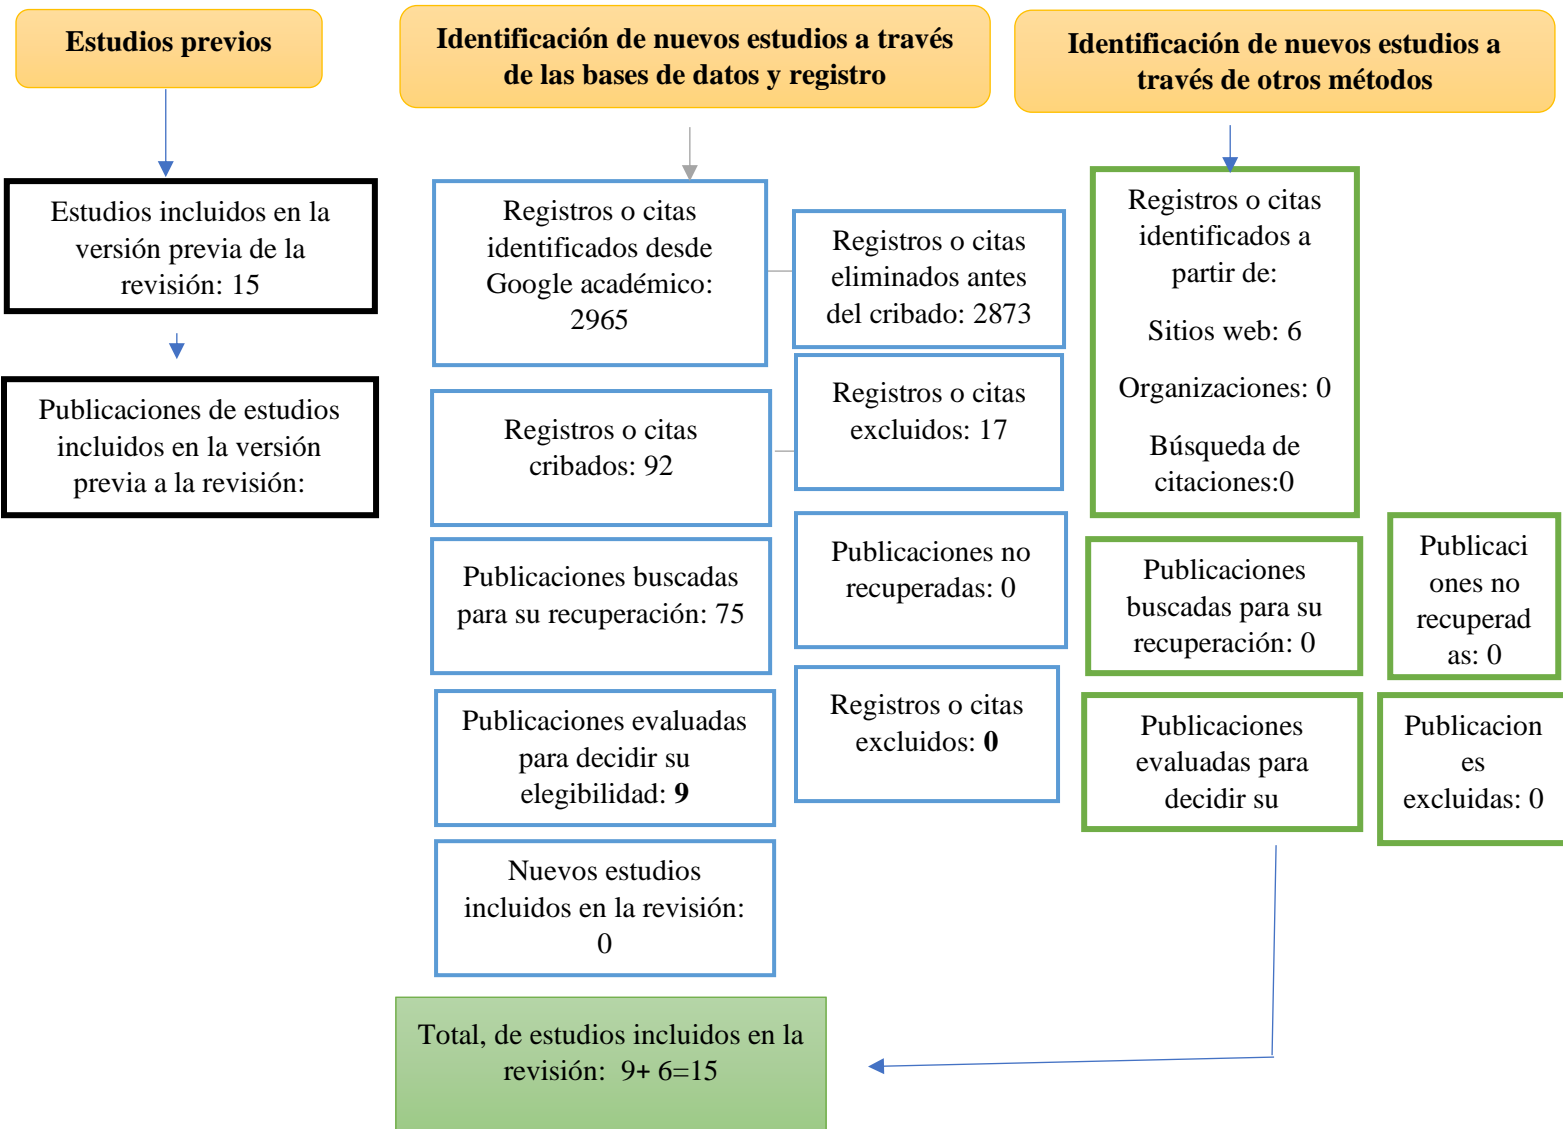 Estudios previos
Estudios incluidos en la
versión previa de la
revisión: 15
Publicaciones de estudios
incluidos en la versión
previa a la revisión:
Identificación de nuevos estudios a través
de las bases de datos y registro
Registros o citas
identificados desde
Google académico:
2965
Registros o citas
eliminados antes
del cribado: 2873
Registros o citas
cribados: 92
Registros o citas
excluidos: 17
Publicaciones buscadas
para su recuperación: 75
Publicaciones no
recuperadas: 0
Publicaciones evaluadas
para decidir su
elegibilidad: 9
Registros o citas
excluidos: 0
Nuevos estudios
incluidos en la revisión:
0
Identificación de nuevos estudios a
través de otros métodos
Registros o citas
identificados a
partir de:
Sitios web: 6
Organizaciones: 0
Búsqueda de
citaciones:0
Publicaciones
buscadas para su
recuperación: 0
Publicaci
ones no
recuperad
as: 0
Publicaciones
evaluadas para
decidir su
Publicacion
es
excluidas: 0
Total, de estudios incluidos en la
revisión:  9+ 6=15